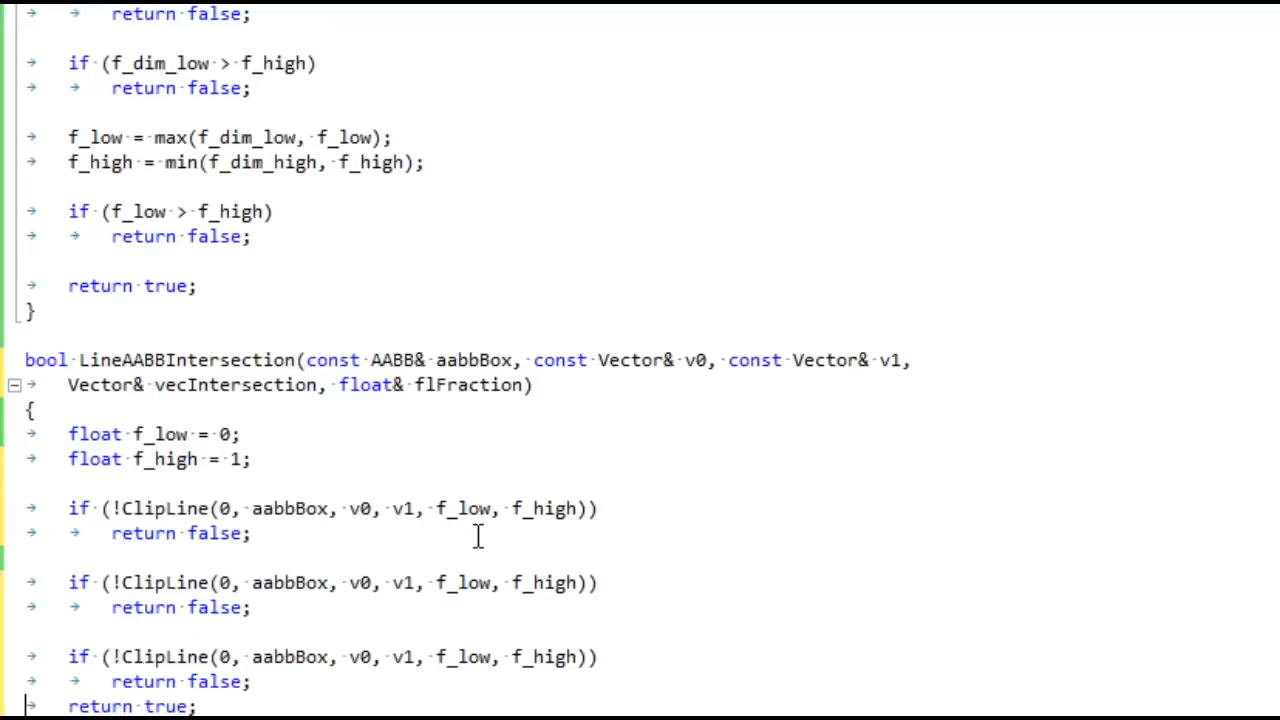 return false;
if (f_dim_low > f_high)
return false;
f_low = max(f_dim_low, f_low);
f_high = min(f_dim_high, f_high);
if (f_low > f_high)
return false;
return true;
}
bool LineAABBIntersection(const AABB& aabbBox, const Vector& v0, const Vector& v1,
Vector& vecIntersection, float& flFraction)
{
float f_low = 0;
float f_high = 1;
if (!ClipLine(0, aabbBox, v0, v1, f_low, f_high))
return false;
if (!ClipLine(0, aabbBox, v0, v1, f_low, f_high))
return false;
if (!ClipLine(0, aabbBox, v0, v1, f_low, f_high))
return false;
return true;